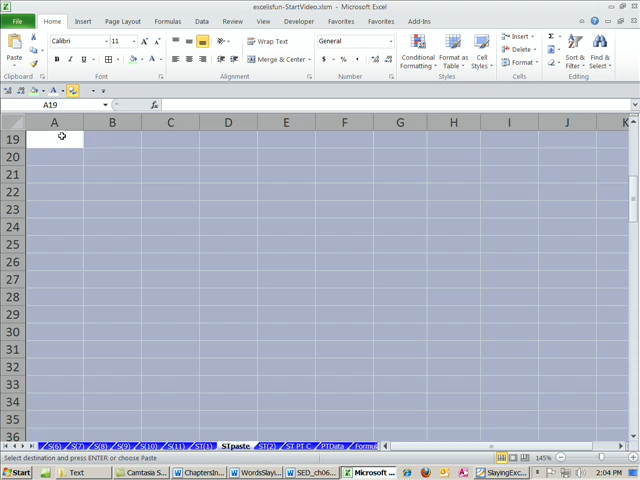 excelisfun-StartVideo.xlsm - Microsoft Excel
File Home Insert Page Layout Formulas Data Review View Developer Favorites Favorites Add-Ins
Paste
Calibri 11
Wrap Text
General
Merge & Center
Conditional Formatting
Format as Table
Cell Styles
Insert
Delete
Format
Sort & Filter
Find & Select
Clipboard Font Alignment Number Styles Cells Editing
A19 fx
A B C D E F G H I J K
19
20
21
22
23
24
25
26
27
28
29
30
31
32
33
34
35
36
S(6) S(7) S(8) S(9) S(10) S(11) ST(1) STpaste ST(2) ST PT C PTData Formul
Select destination and press ENTER or choose Paste 145%
Start Text Camtasia St... ChaptersIn... WordsSlayi... SED_ch06... Microsoft ... SlayingExc... 2:04 PM